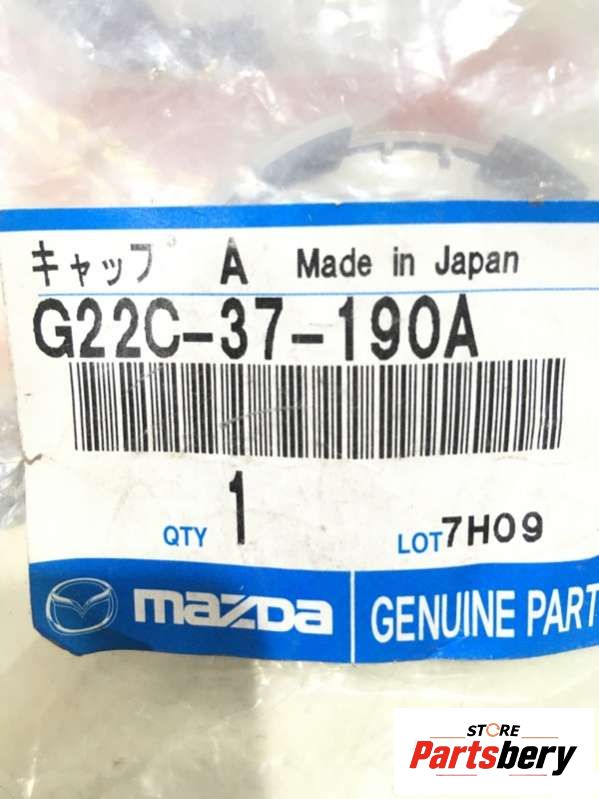 キャップ A Made in Japan
G22C-37-190A
QTY 1 LOT 7H09
mazda GENUINE PART
STORE
Partsbery